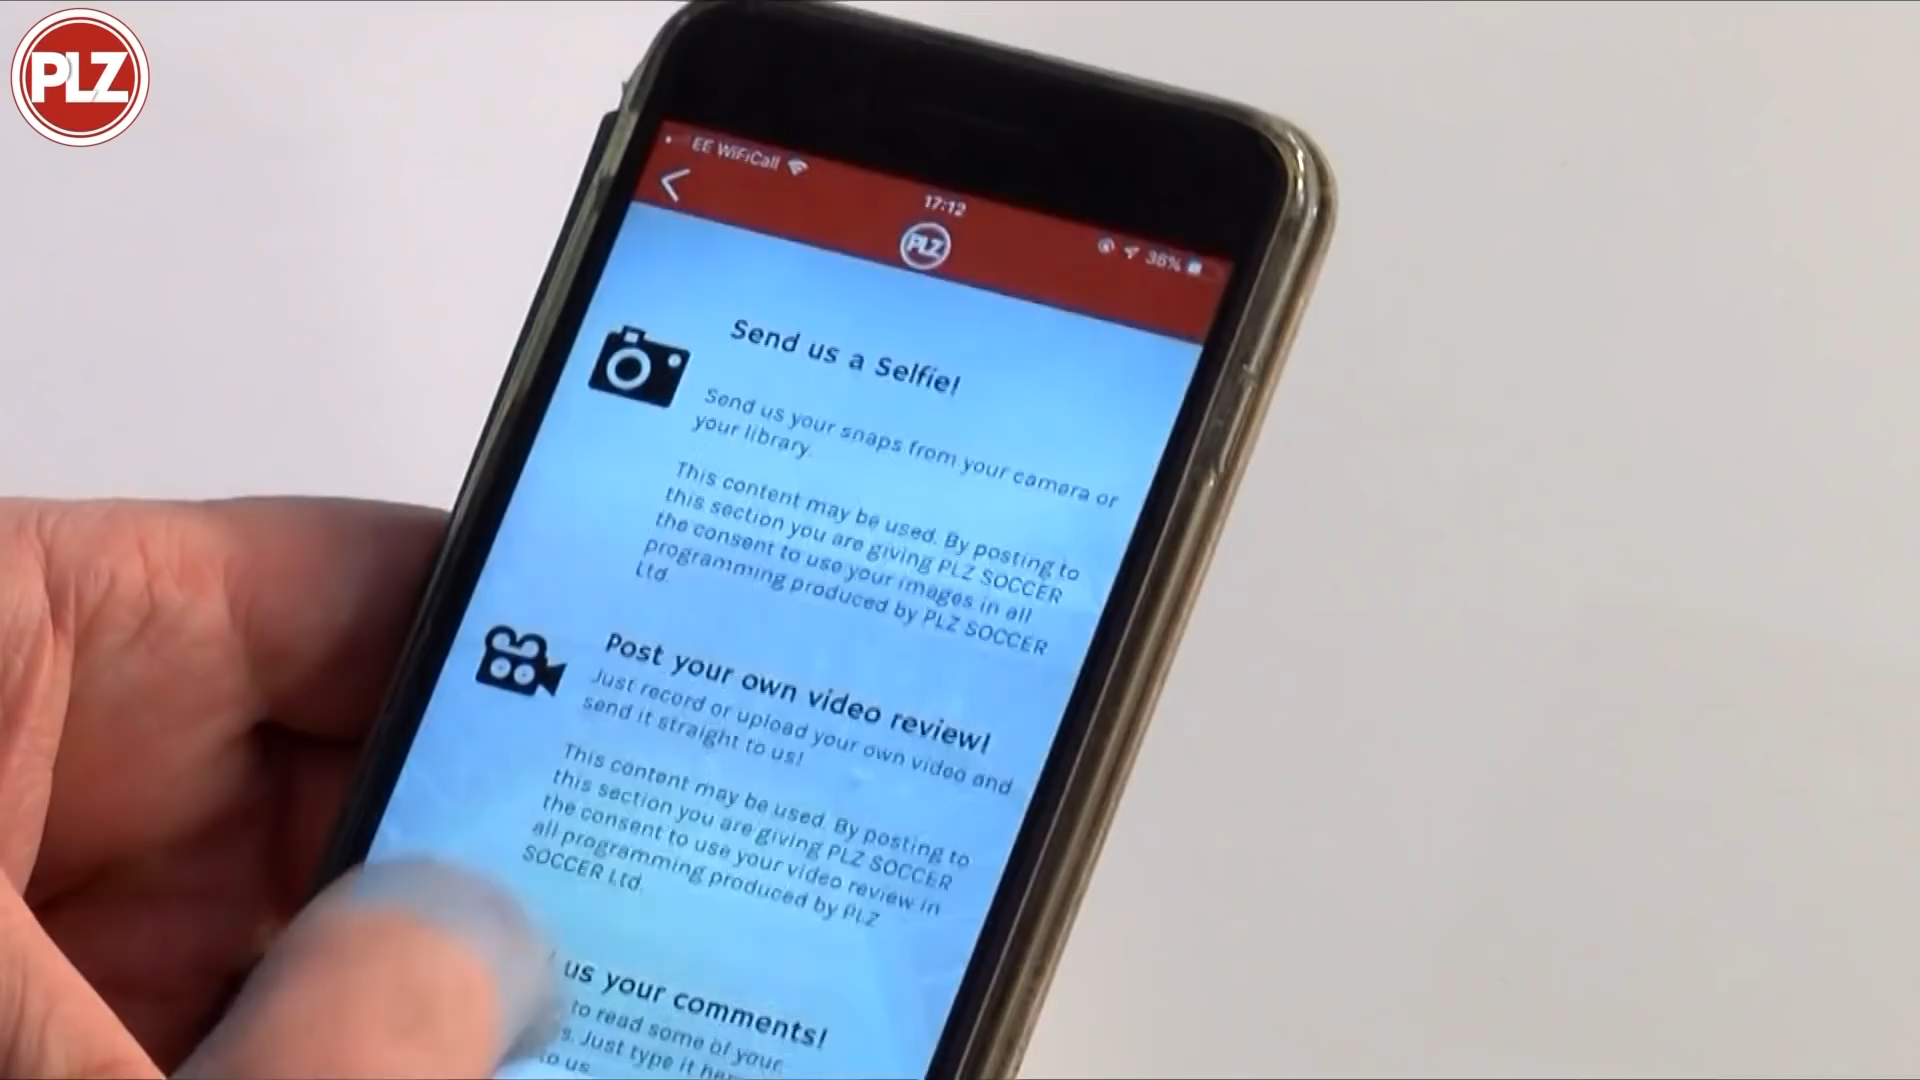 PLZ
EE WiFiCall
17:12
PLZ
36%
Send us a Selfie!
Send us your snaps from your camera or
your library.
This content may be used. By posting to
this section you are giving PLZ SOCCER
the consent to use your images in all
programming produced by PLZ SOCCER
Ltd.
Post your own video review!
Just record or upload your own video and
send it straight to us!
This content may be used. By posting to
this section you are giving PLZ SOCCER
the consent to use your video review in
all programming produced by PLZ
SOCCER Ltd.
us your comments!
to read some of your
Just type it
to us